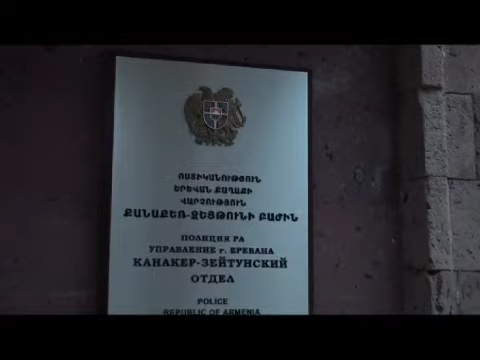 ՈՍՏԻԿԱՆՈՒԹՅՈՒՆ
ԵՐԵՎԱՆ ՔԱՂԱՔԻ
ՎԱՐՉՈՒԹՅՈՒՆ
ՔԱՆԱՔԵՌ-ԶԵՅԹՈՒՆԻ ԲԱԺԻՆ
ПОЛИЦИЯ РА
УПРАВЛЕНИЕ г. ЕРЕВАНА
КАНАКЕР-ЗЕЙТУНСКИЙ
ОТДЕЛ
POLICE
REPUBLIC OF ARMENIA